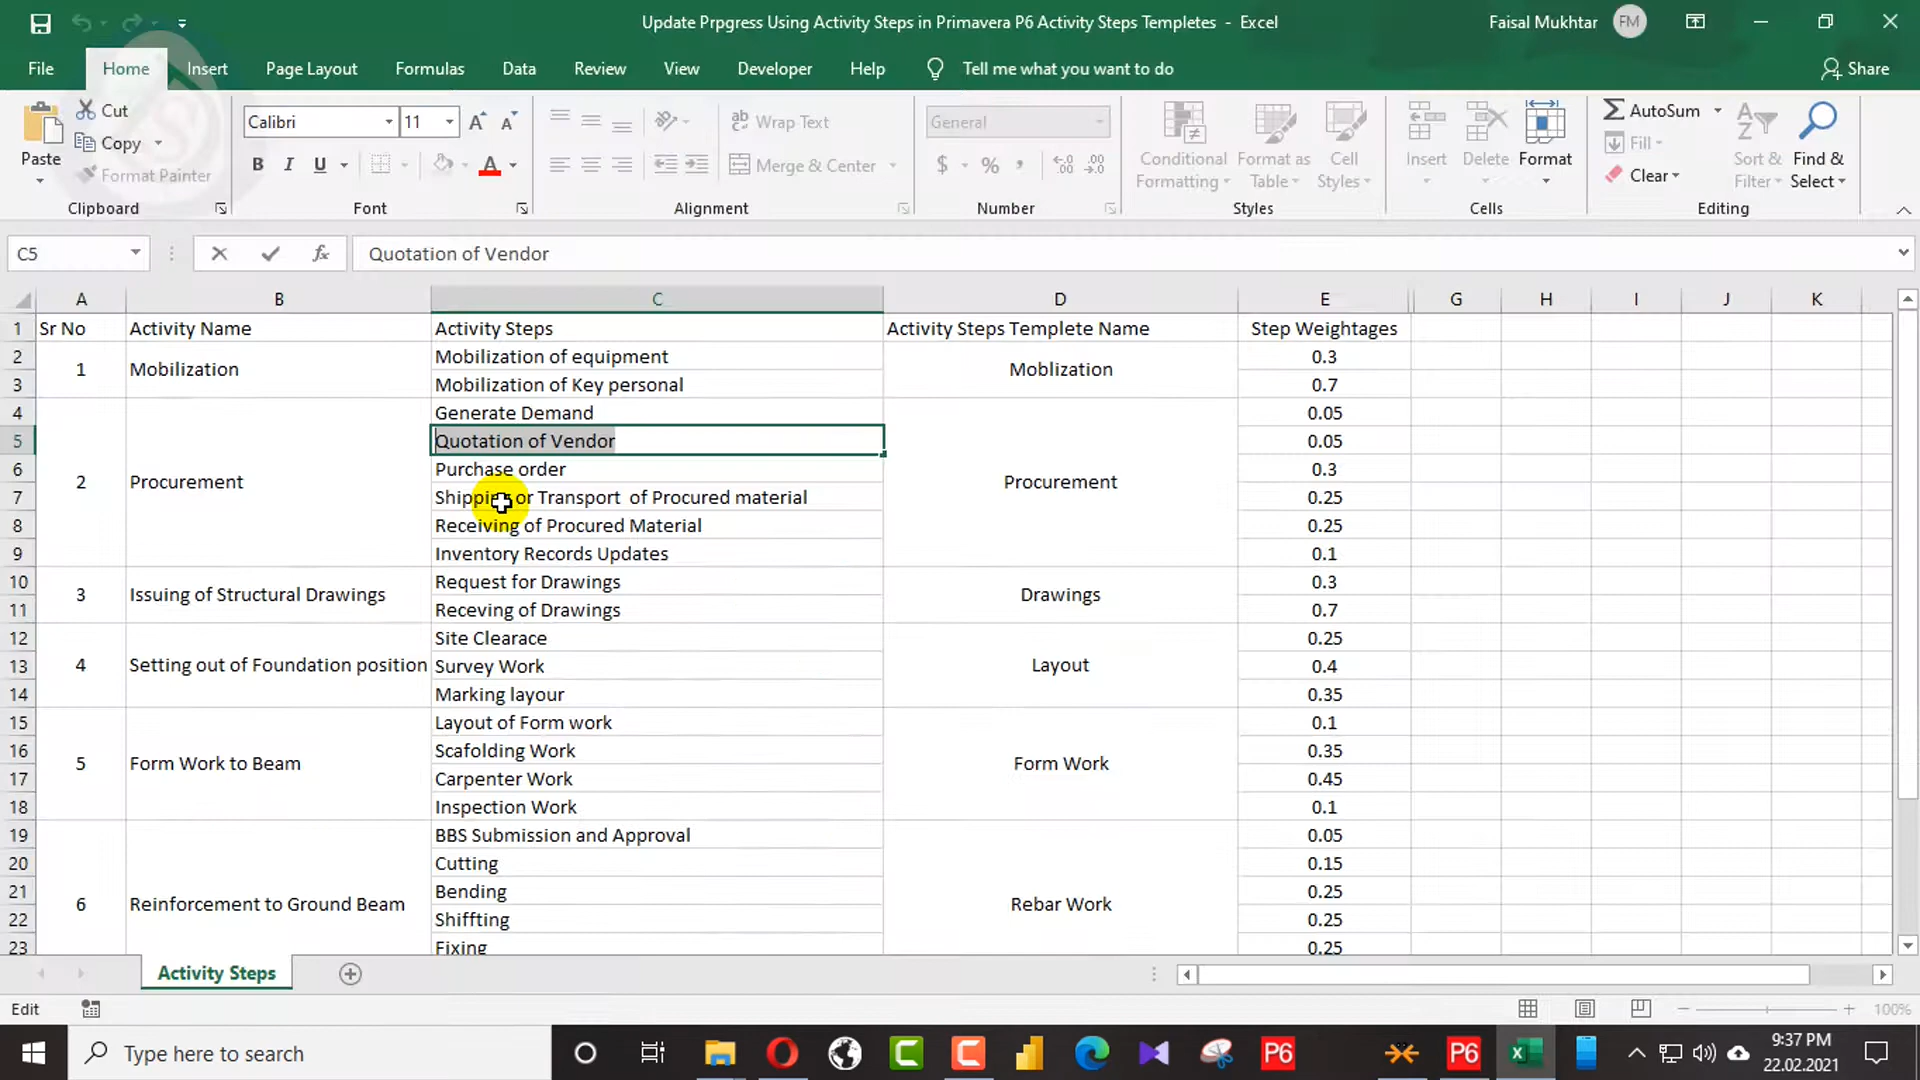 Update Prpgress Using Activity Steps in Primavera P6 Activity Steps Templetes - Excel
Faisal Mukhtar FM
File Home Insert Page Layout Formulas Data Review View Developer Help Tell me what you want to do Share
Paste
Cut
Copy
Format Painter
Clipboard
Calibri 11 A A
B I U A
Font
ab Wrap Text
Merge & Center
Alignment
General
$ % , .00 .00
Number
Conditional Formatting
Format as Table
Cell Styles
Styles
Insert Delete Format
Cells
AutoSum
Fill
Clear
Sort & Filter
Find & Select
Editing
C5 fx Quotation of Vendor
A B C D E G H I J K
1 Sr No Activity Name Activity Steps Activity Steps Templete Name Step Weightages
2 1 Mobilization Mobilization of equipment Moblization 0.3
3 Mobilization of Key personal 0.7
4 Generate Demand 0.05
5 Quotation of Vendor 0.05
6 2 Procurement Purchase order Procurement 0.3
7 Shipping or Transport of Procured material 0.25
8 Receiving of Procured Material 0.25
9 Inventory Records Updates 0.1
10 3 Issuing of Structural Drawings Request for Drawings Drawings 0.3
11 Receving of Drawings 0.7
12 Site Clearace 0.25
13 4 Setting out of Foundation position Survey Work Layout 0.4
14 Marking layour 0.35
15 Layout of Form work 0.1
16 5 Form Work to Beam Scafolding Work Form Work 0.35
17 Carpenter Work 0.45
18 Inspection Work 0.1
19 BBS Submission and Approval 0.05
20 Cutting 0.15
21 6 Reinforcement to Ground Beam Bending Rebar Work 0.25
22 Shiffting 0.25
23 Fixing 0.25
Activity Steps
Edit 100%
Type here to search P6 P6 9:37 PM
22.02.2021